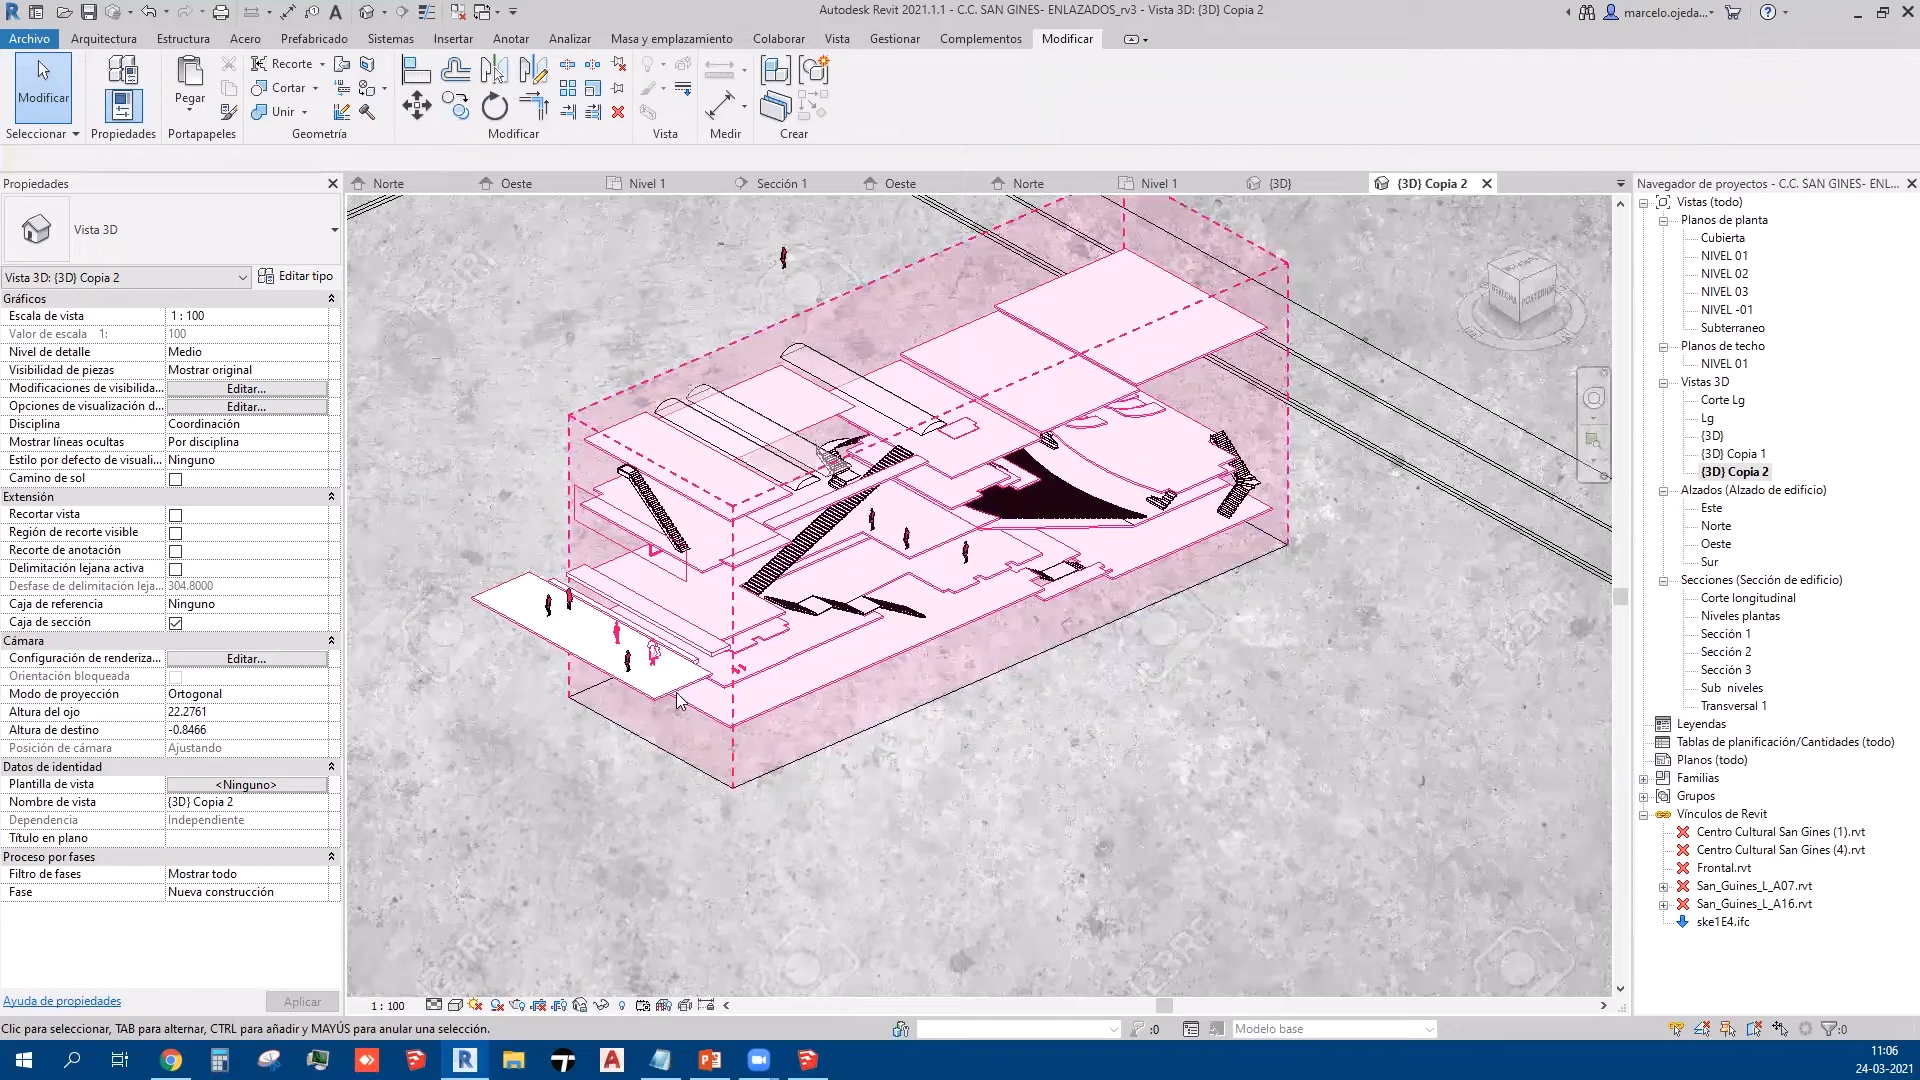 Autodesk Revit 2021.1.1 - C.C. SAN GINES- ENLAZADOS_rv3 - Vista 3D: {3D} Copia 2
marcelo.ojeda...
Archivo
Arquitectura
Estructura
Acero
Prefabricado
Sistemas
Insertar
Anotar
Analizar
Masa y emplazamiento
Colaborar
Vista
Gestionar
Complementos
Modificar
Modificar
Pegar
Recorte
Cortar
Unir
Seleccionar
Propiedades
Portapapeles
Geometría
Modificar
Vista
Medir
Crear
Propiedades
Norte
Oeste
Nivel 1
Sección 1
Oeste
Norte
Nivel 1
{3D}
{3D} Copia 2
Navegador de proyectos - C.C. SAN GINES- ENL...
Vista 3D
Vista 3D: {3D} Copia 2
Editar tipo
Gráficos
Escala de vista 1 : 100
Valor de escala 1: 100
Nivel de detalle Medio
Visibilidad de piezas Mostrar original
Modificaciones de visibilida... Editar...
Opciones de visualización d... Editar...
Disciplina Coordinación
Mostrar líneas ocultas Por disciplina
Estilo por defecto de visuali... Ninguno
Camino de sol
Extensión
Recortar vista
Región de recorte visible
Recorte de anotación
Delimitación lejana activa
Desfase de delimitación leja... 304.8000
Caja de referencia Ninguno
Caja de sección
Cámara
Configuración de renderiza... Editar...
Orientación bloqueada
Modo de proyección Ortogonal
Altura del ojo 22.2761
Altura de destino -0.8466
Posición de cámara Ajustando
Datos de identidad
Plantilla de vista <Ninguno>
Nombre de vista {3D} Copia 2
Dependencia Independiente
Título en plano
Proceso por fases
Filtro de fases Mostrar todo
Fase Nueva construcción
Ayuda de propiedades
Aplicar
Vistas (todo)
Planos de planta
Cubierta
NIVEL 01
NIVEL 02
NIVEL 03
NIVEL -01
Subterraneo
Planos de techo
NIVEL 01
Vistas 3D
Corte Lg
Lg
{3D}
{3D} Copia 1
{3D} Copia 2
Alzados (Alzado de edificio)
Este
Norte
Oeste
Sur
Secciones (Sección de edificio)
Corte longitudinal
Niveles plantas
Sección 1
Sección 2
Sección 3
Sub niveles
Transversal 1
Leyendas
Tablas de planificación/Cantidades (todo)
Planos (todo)
Familias
Grupos
Vínculos de Revit
Centro Cultural San Gines (1).rvt
Centro Cultural San Gines (4).rvt
Frontal.rvt
San_Guines_L_A07.rvt
San_Guines_L_A16.rvt
ske1E4.ifc
1 : 100
Clic para seleccionar, TAB para alternar, CTRL para añadir y MAYÚS para anular una selección.
:0
Modelo base
:0
11:06
24-03-2021